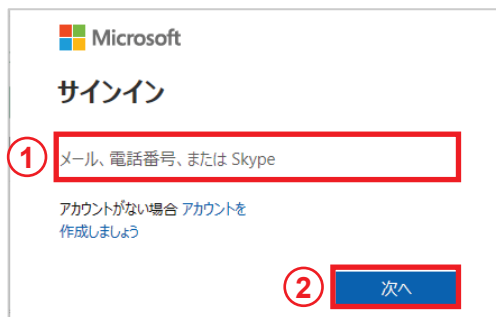 Microsoft
サインイン
① メール、電話番号、または Skype
アカウントがない場合 アカウントを
作成しましょう
② 次へ